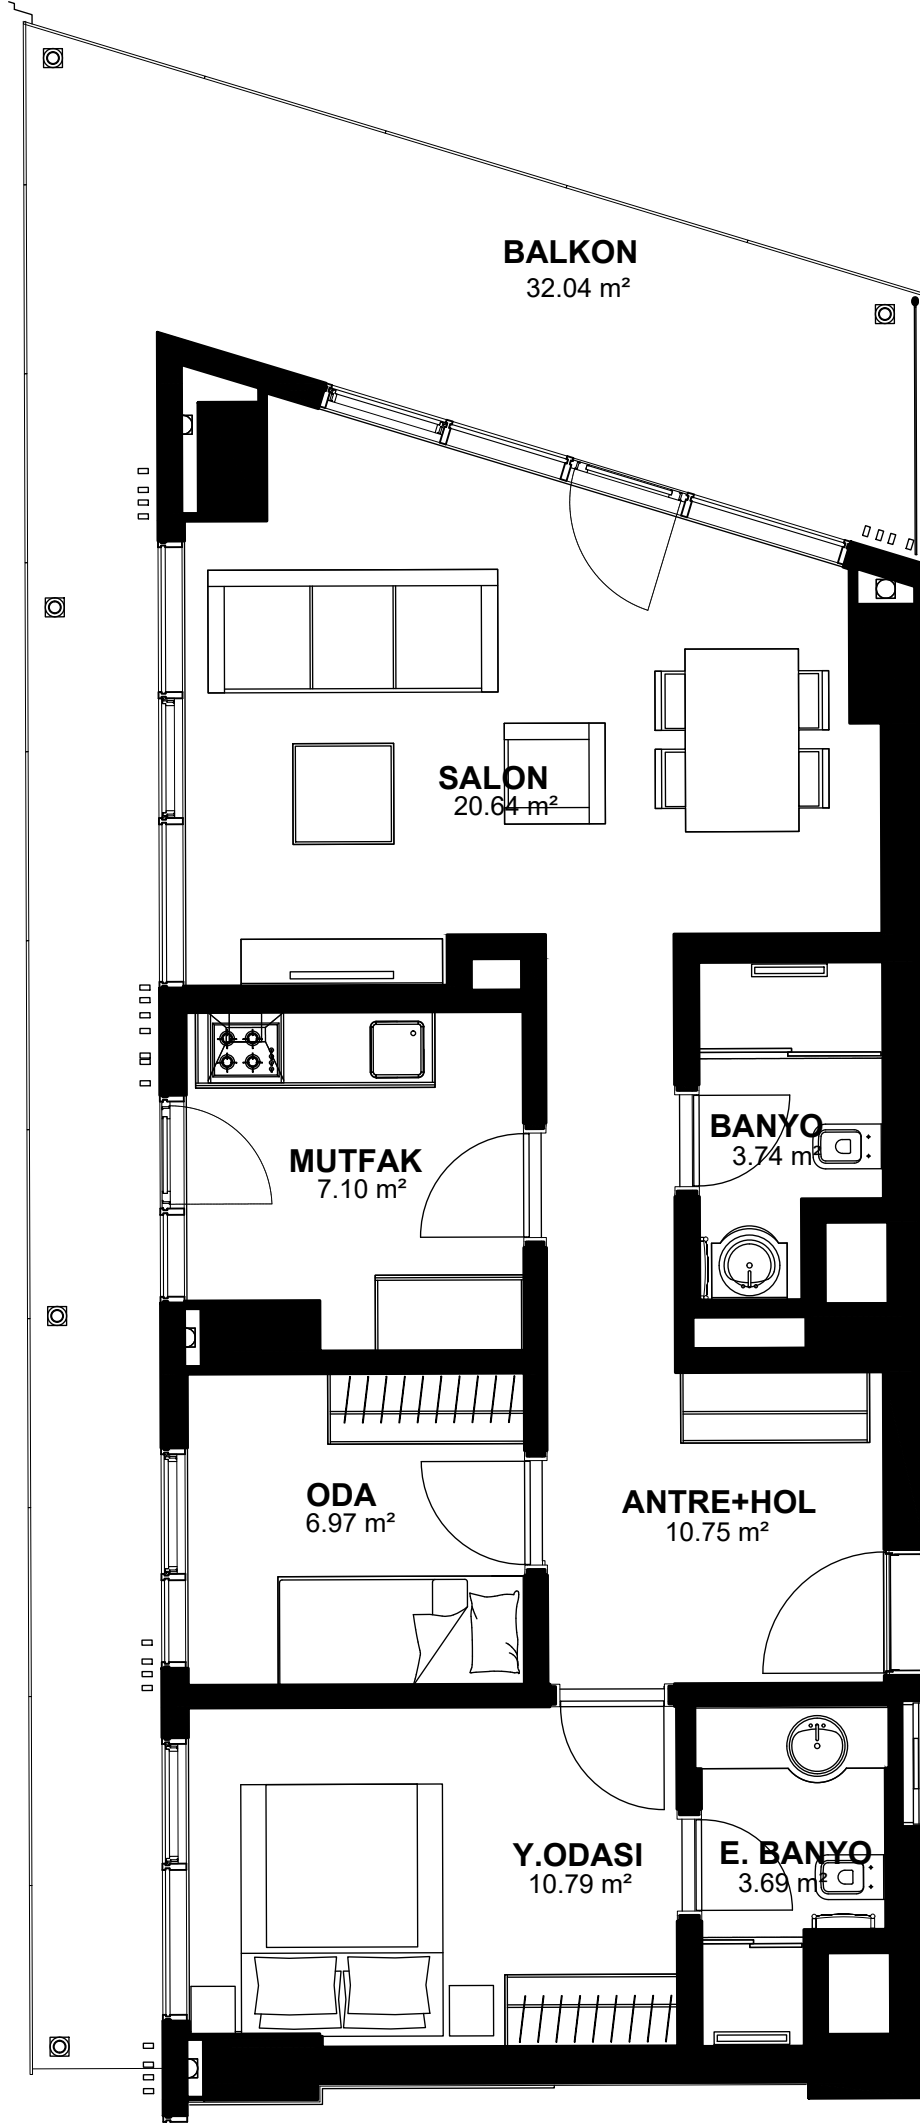 BALKON
32.04 m²
SALON
20.64 m²
BANYO
3.74 m²
MUTFAK
7.10 m²
ODA
6.97 m²
ANTRE+HOL
10.75 m²
Y.ODASI
10.79 m²
E. BANYO
3.69 m²